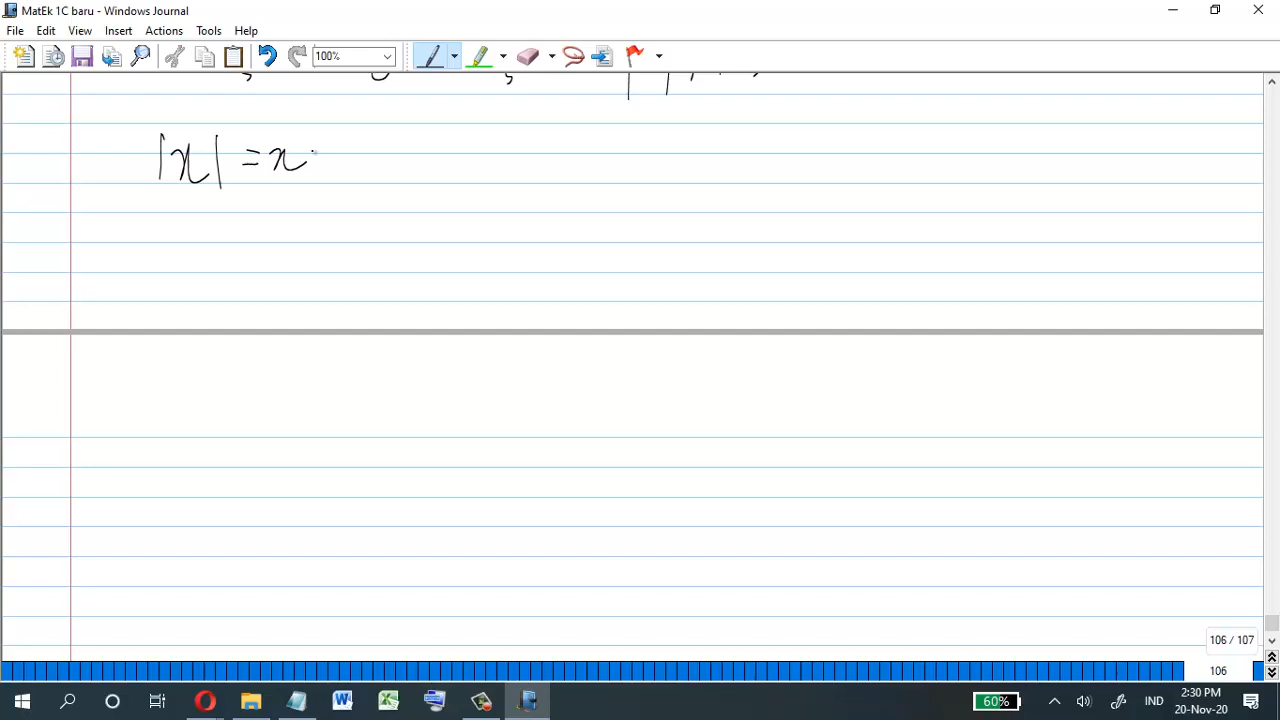 MatEk 1C baru - Windows Journal
File Edit View Insert Actions Tools Help
100%
|x| = x
106 / 107
106
60% IND 2:30 PM
20-Nov-20